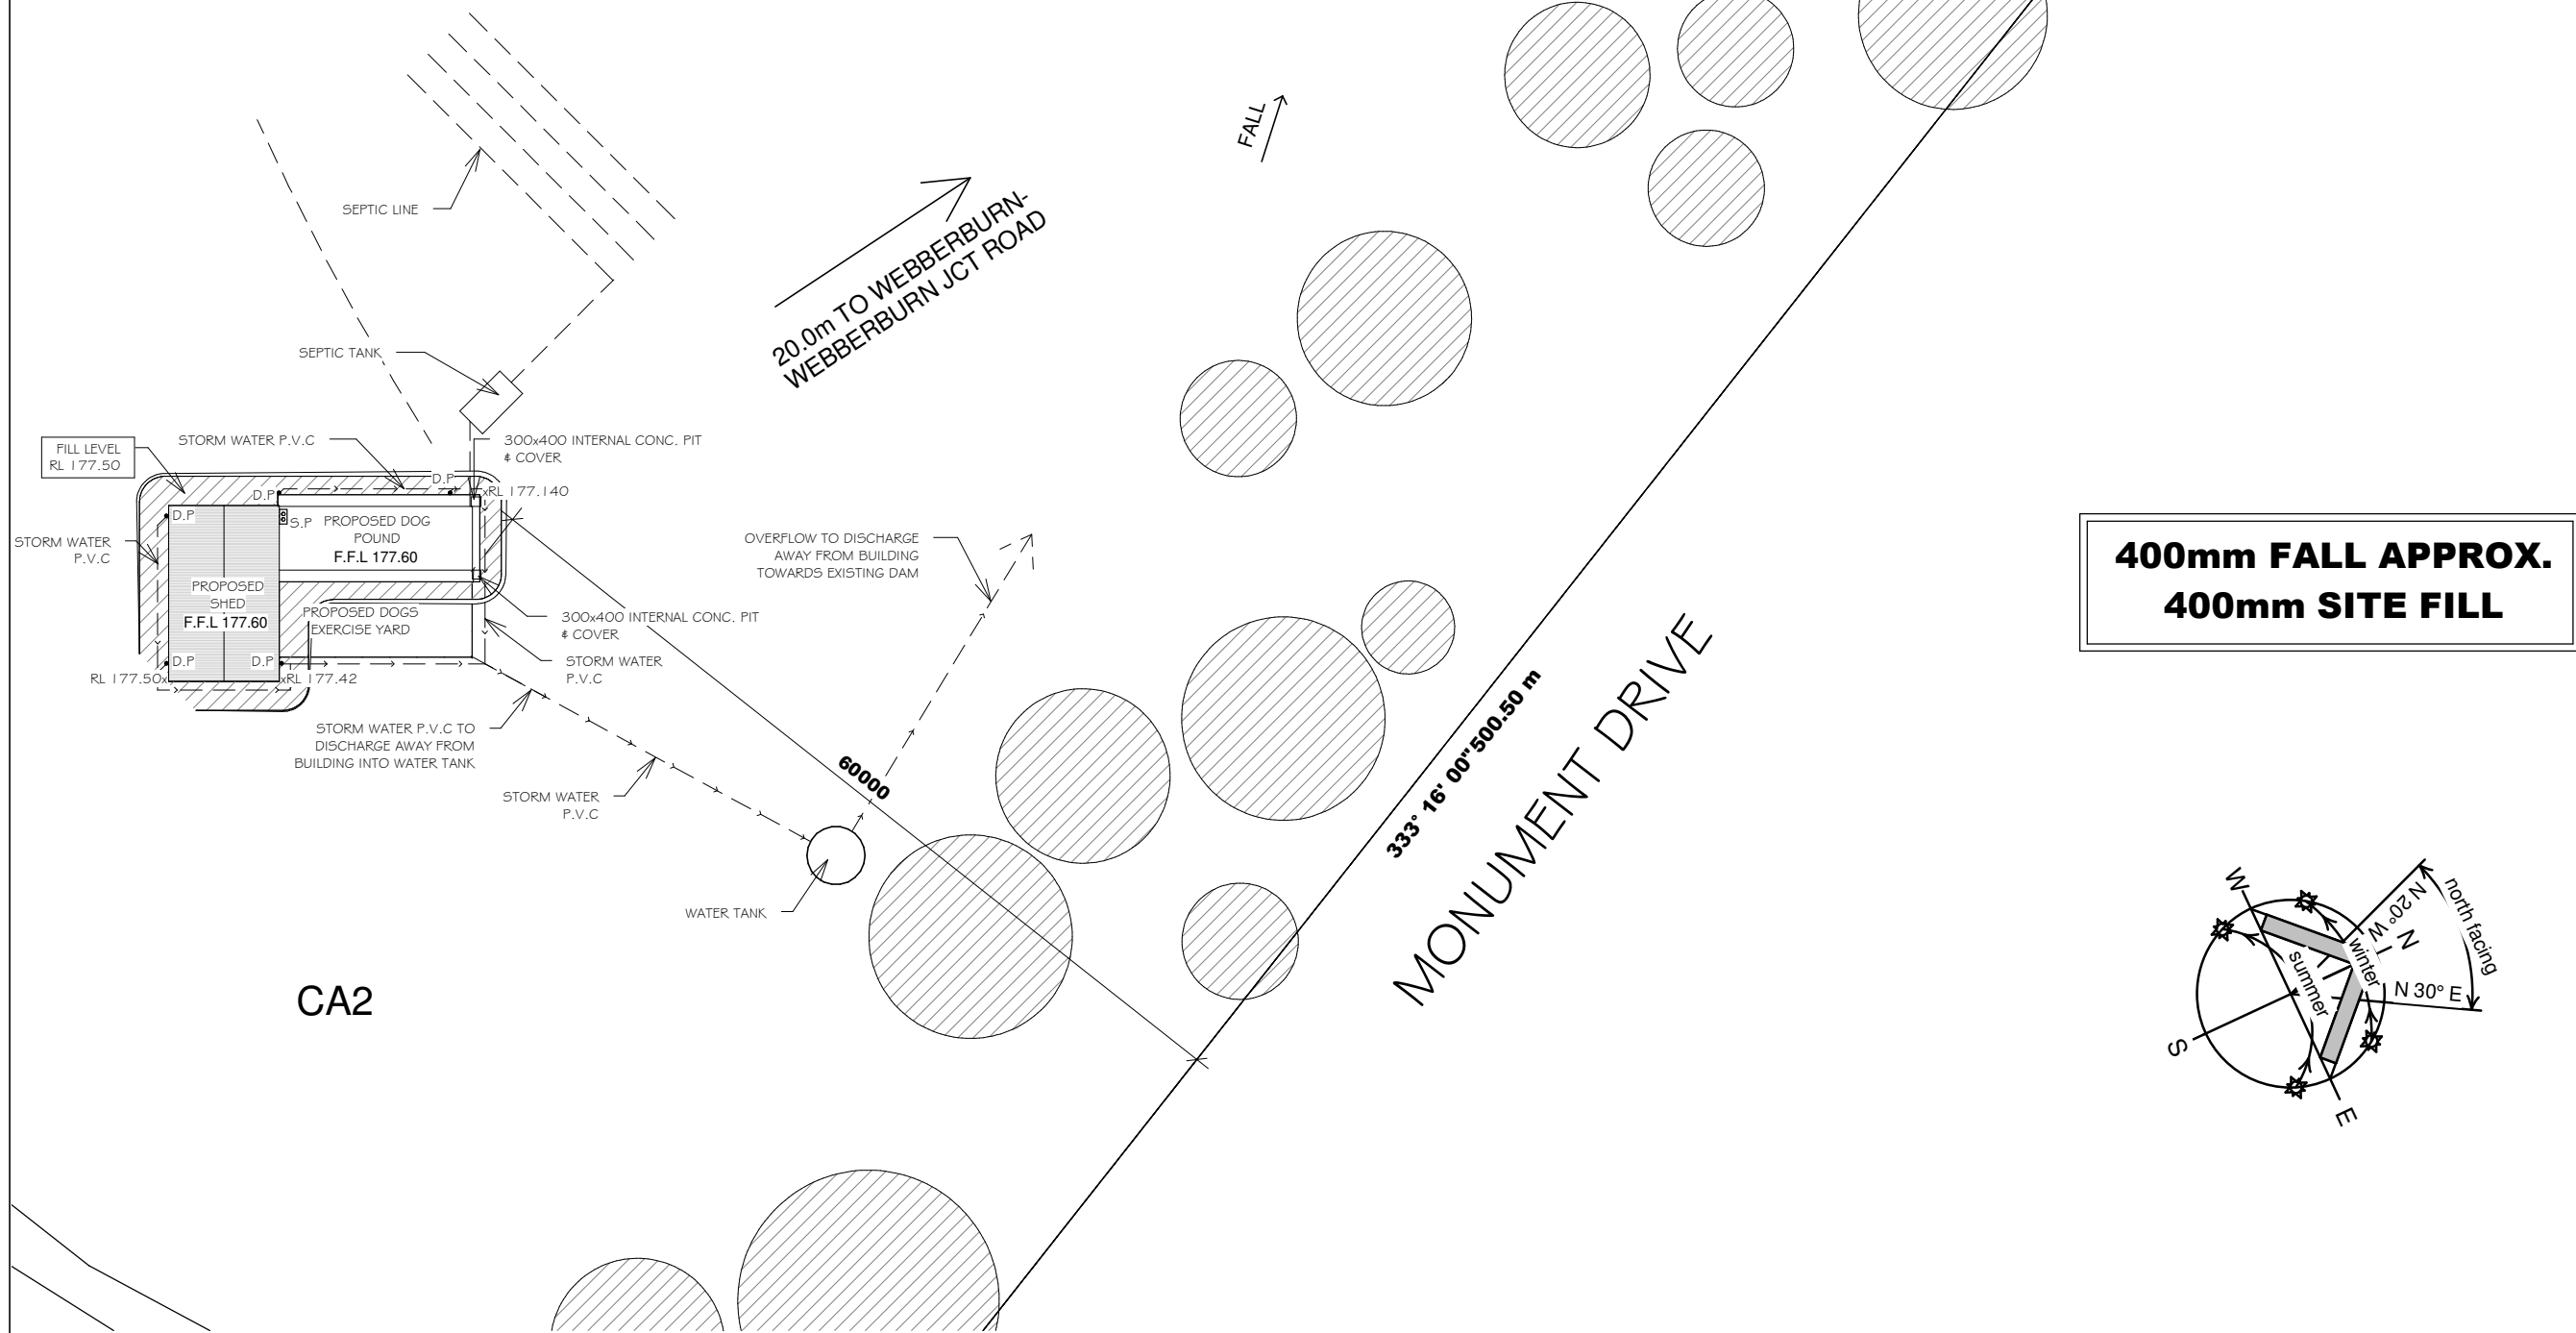 FALL
SEPTIC LINE
20.0m TO WEBBERBURN-
WEBBERBURN JCT ROAD
SEPTIC TANK
FILL LEVEL
RL 177.50
STORM WATER P.V.C
300x400 INTERNAL CONC. PIT
& COVER
D.P
D.P
xRL 177.140
D.P
S.P
PROPOSED DOG
POUND
F.F.L 177.60
STORM WATER
P.V.C
PROPOSED
SHED
F.F.L 177.60
PROPOSED DOGS
EXERCISE YARD
D.P
D.P
RL 177.50x
xRL 177.42
OVERFLOW TO DISCHARGE
AWAY FROM BUILDING
TOWARDS EXISTING DAM
300x400 INTERNAL CONC. PIT
& COVER
STORM WATER
P.V.C
STORM WATER P.V.C TO
DISCHARGE AWAY FROM
BUILDING INTO WATER TANK
STORM WATER
P.V.C
60000
WATER TANK
CA2
333° 16' 00"500.50 m
MONUMENT DRIVE
400mm FALL APPROX.
400mm SITE FILL
W
N 20° W
N
north facing
winter
summer
N 30° E
S
E